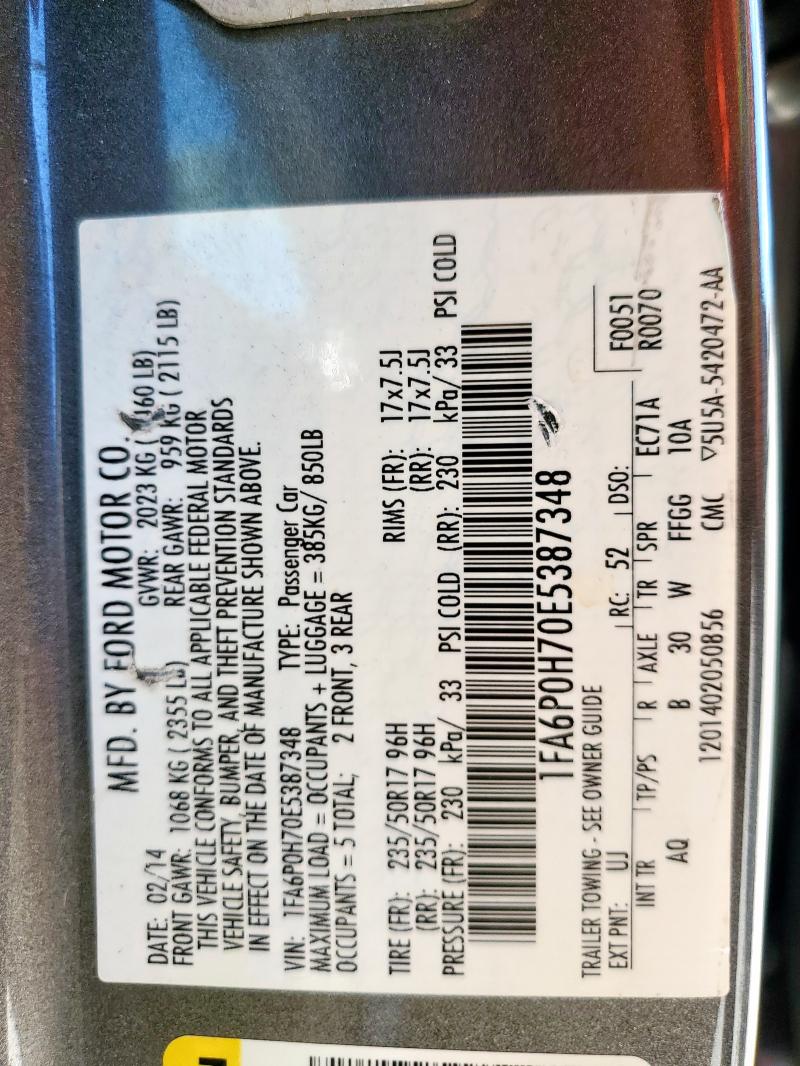 MFD. BY FORD MOTOR CO.
DATE: 02/14 GVWR: 2023 KG
FRONT GAWR: 1068 KG ( 2355 LB) REAR GAWR: 959 KG ( 2115 LB)
THIS VEHICLE CONFORMS TO ALL APPLICABLE FEDERAL MOTOR
VEHICLE SAFETY, BUMPER, AND THEFT PREVENTION STANDARDS
IN EFFECT ON THE DATE OF MANUFACTURE SHOWN ABOVE.
VIN: 1FA6P0H70E5387348 TYPE: Passenger Car
MAXIMUM LOAD = OCCUPANTS + LUGGAGE = 385KG/ 850LB
OCCUPANTS = 5 TOTAL; 2 FRONT, 3 REAR
TIRE (FR): 235/50R17 96H RIMS (FR): 17x7.5J
(RR): 235/50R17 96H (RR): 17x7.5J
PRESSURE (FR): 230 kPa/ 33 PSI COLD (RR): 230 kPa/ 33 PSI COLD
1FA6P0H70E5387348
TRAILER TOWING - SEE OWNER GUIDE
EXT PNT: UJ RC: 52 DSO: F0051
INT TR TP/PS R AXLE TR SPR EC71A R0070
AQ B 30 W FFGG 10A
1201402050856 CMC ▽5U5A-5420472-AA